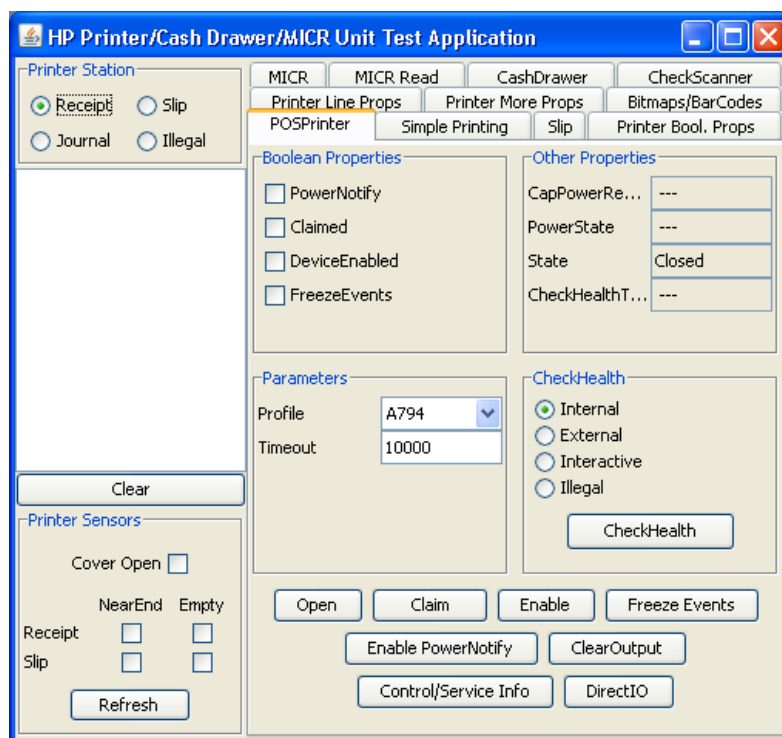 HP Printer/Cash Drawer/MICR Unit Test Application
Printer Station
Receipt
Slip
Journal
Illegal
Clear
Printer Sensors
Cover Open
NearEnd Empty
Receipt
Slip
Refresh
MICR MICR Read CashDrawer CheckScanner
Printer Line Props Printer More Props Bitmaps/BarCodes
POSPrinter Simple Printing Slip Printer Bool. Props
Boolean Properties
PowerNotify
Claimed
DeviceEnabled
FreezeEvents
Other Properties
CapPowerRe... ---
PowerState ---
State Closed
CheckHealthT... ---
Parameters
Profile A794
Timeout 10000
CheckHealth
Internal
External
Interactive
Illegal
CheckHealth
Open Claim Enable Freeze Events
Enable PowerNotify ClearOutput
Control/Service Info DirectIO